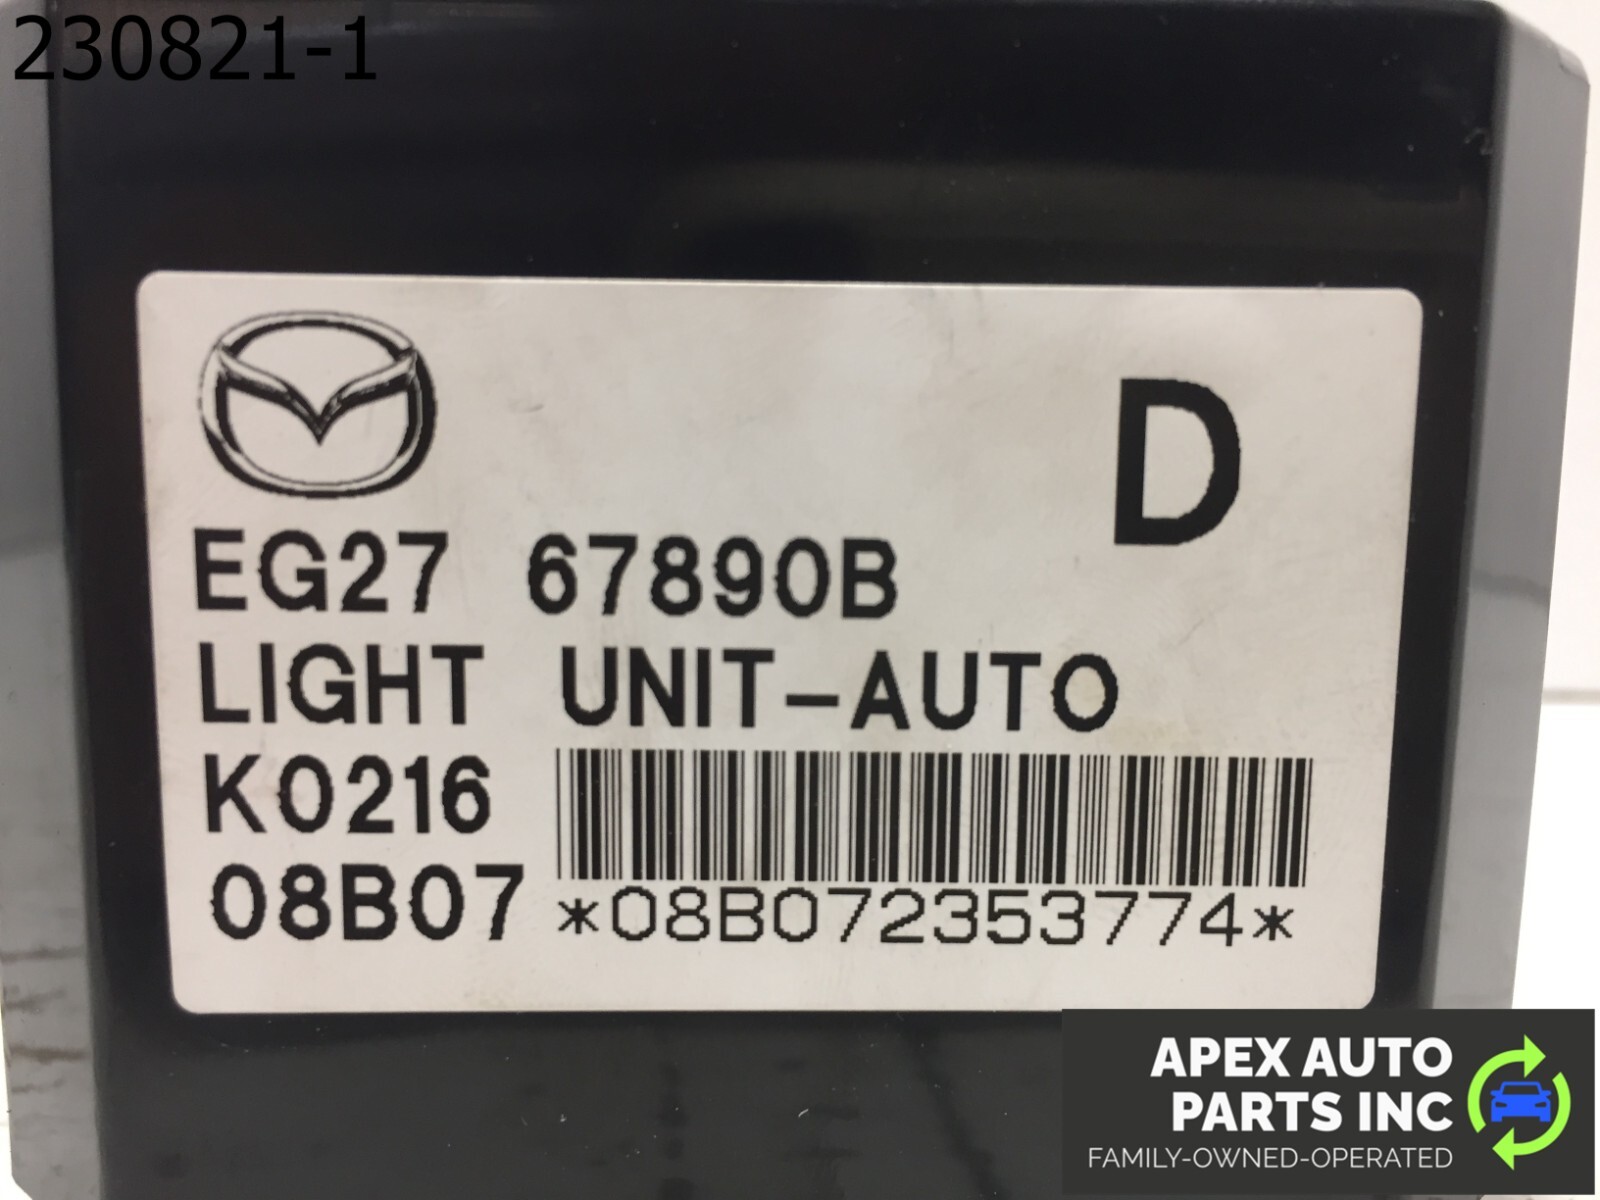 230821-1
D
EG27 67890B
LIGHT UNIT-AUTO
K0216
08B07 *08B072353774*
APEX AUTO
PARTS INC
FAMILY-OWNED-OPERATED